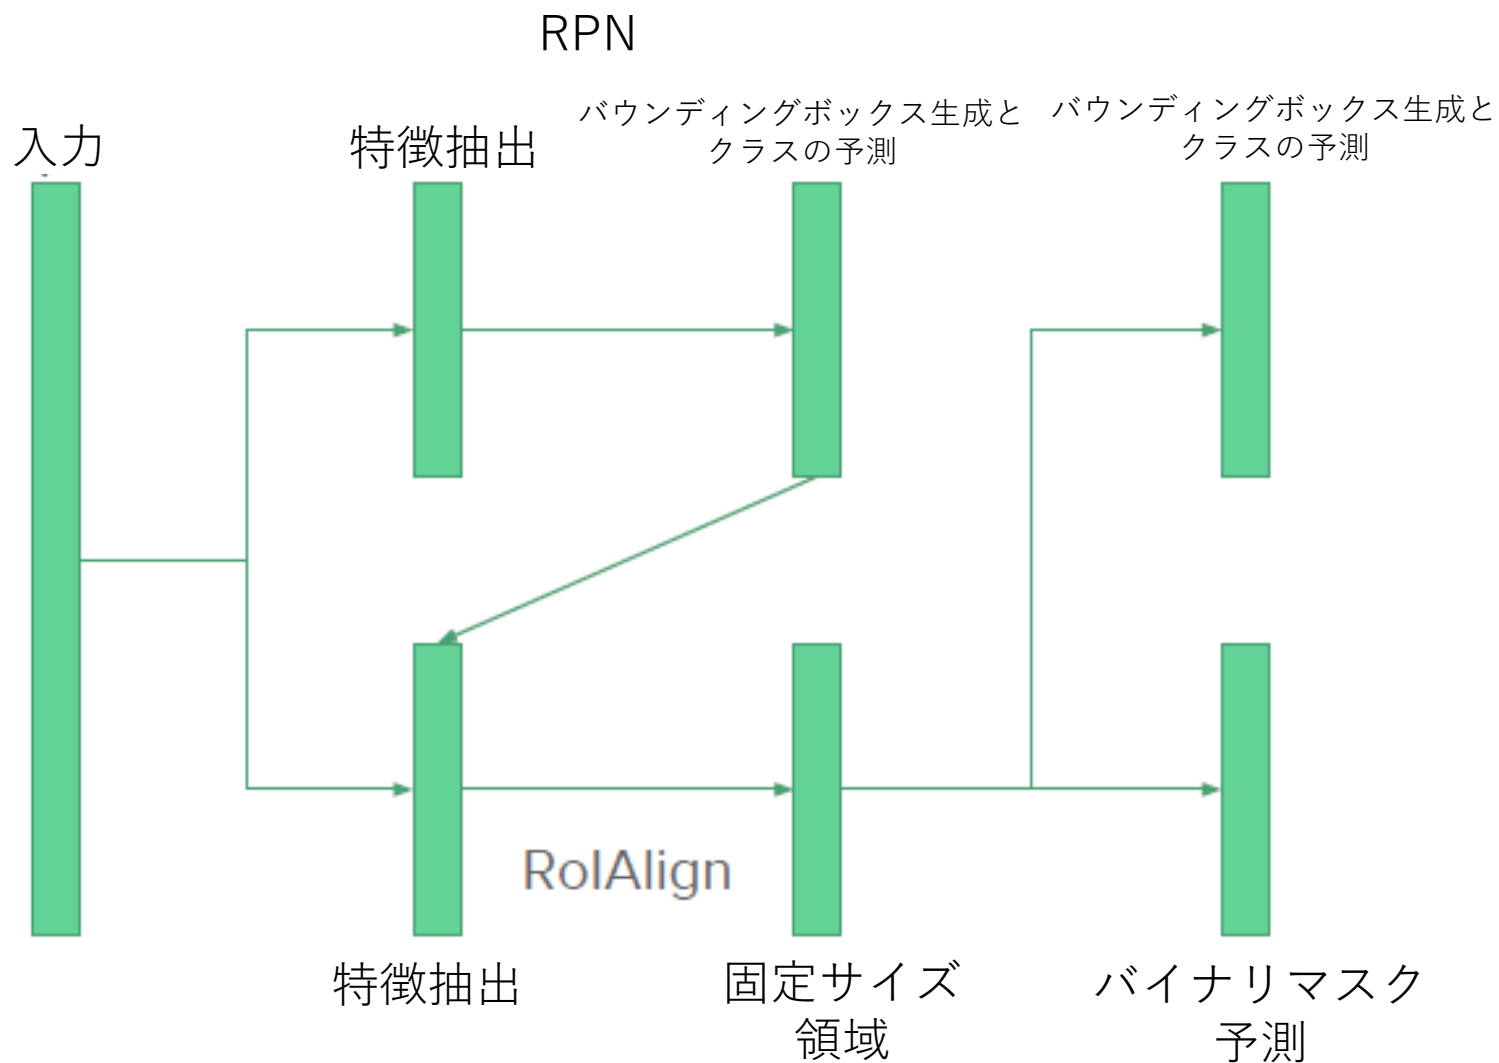 RPN
入力
特徴抽出
バウンディングボックス生成と
クラスの予測
バウンディングボックス生成と
クラスの予測
RoIAlign
特徴抽出
固定サイズ
領域
バイナリマスク
予測